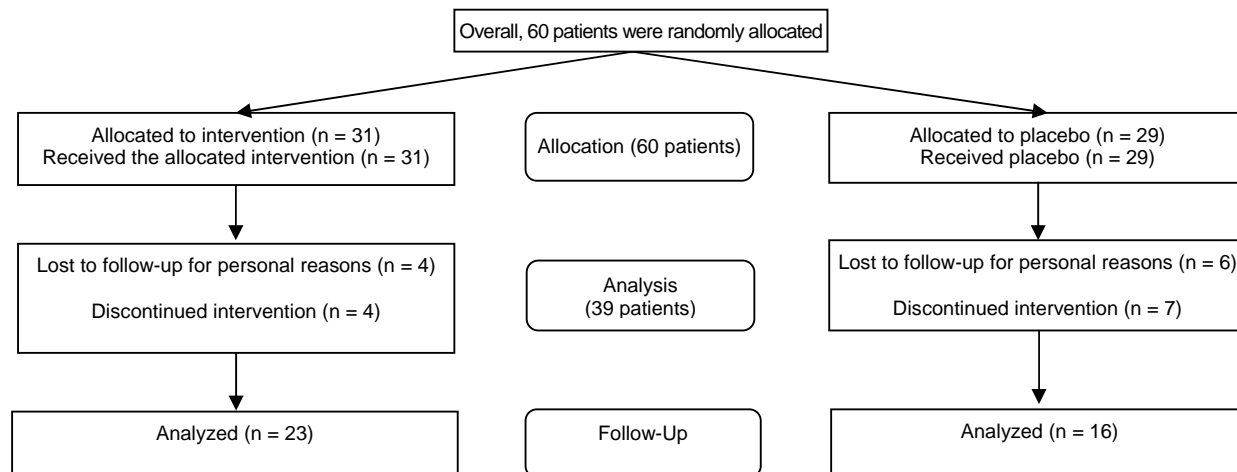 Overall, 60 patients were randomly allocated
Allocated to intervention (n = 31)
Received the allocated intervention (n = 31)
Allocation (60 patients)
Allocated to placebo (n = 29)
Received placebo (n = 29)
Lost to follow-up for personal reasons (n = 4)
Discontinued intervention (n = 4)
Analysis
(39 patients)
Lost to follow-up for personal reasons (n = 6)
Discontinued intervention (n = 7)
Analyzed (n = 23)
Follow-Up
Analyzed (n = 16)